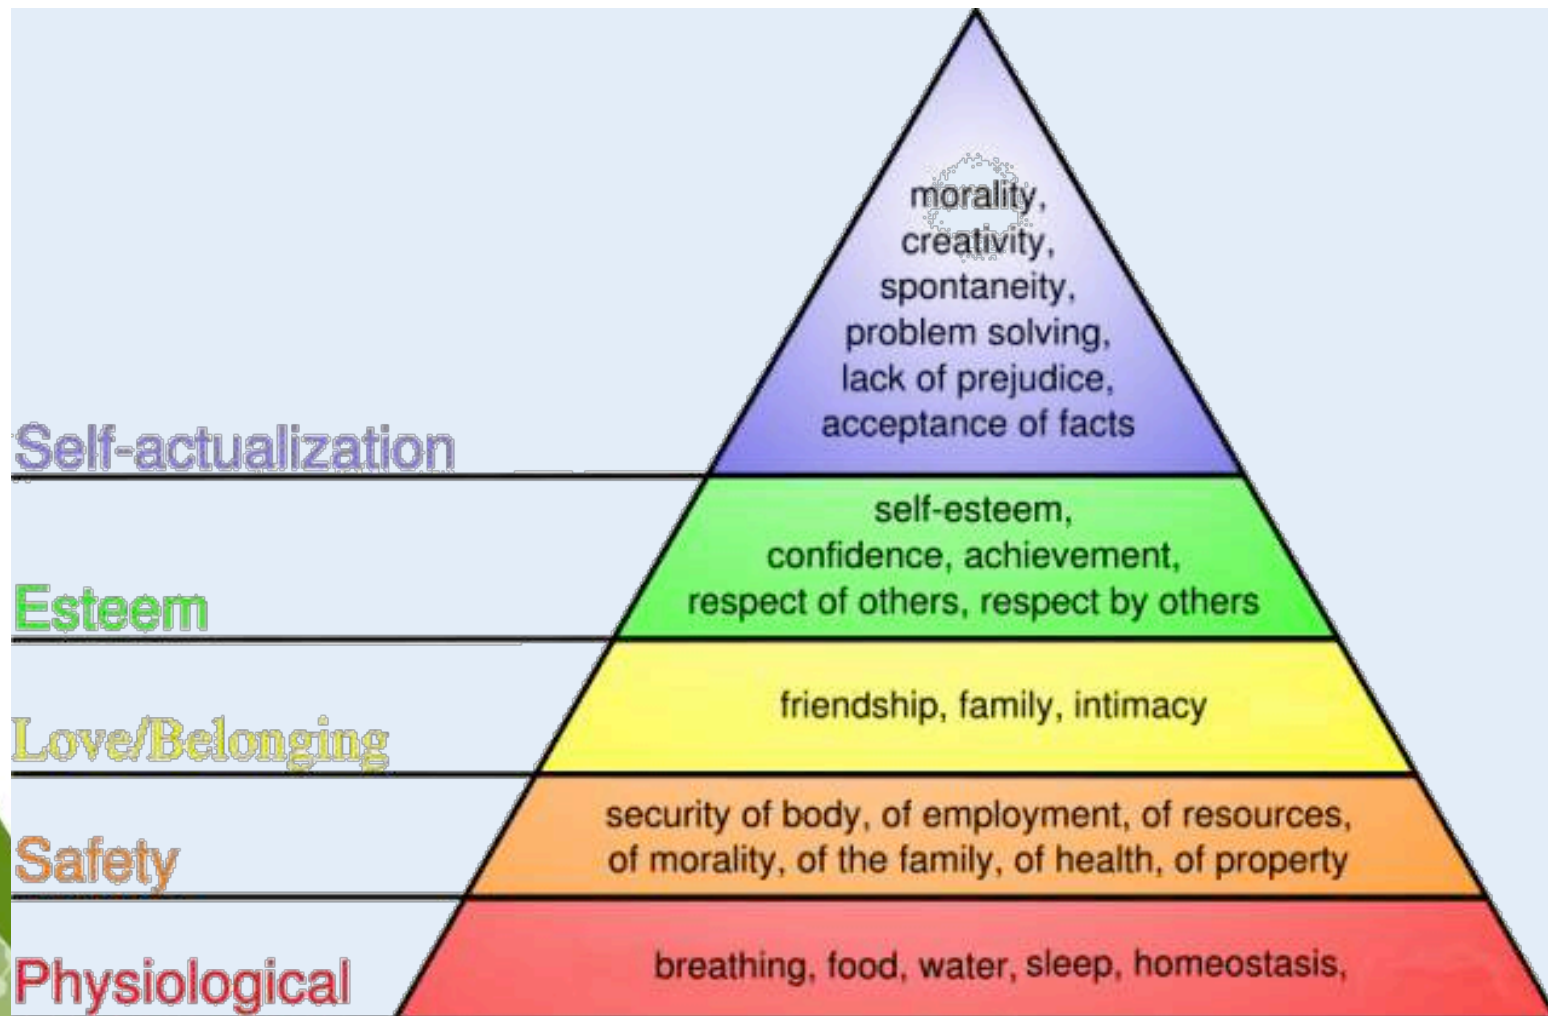 morality,
creativity,
spontaneity,
problem solving,
lack of prejudice,
acceptance of facts
Self-actualization
self-esteem,
confidence, achievement,
respect of others, respect by others
Esteem
friendship, family, intimacy
Love/Belonging
security of body, of employment, of resources,
of morality, of the family, of health, of property
Safety
breathing, food, water, sleep, homeostasis,
Physiological